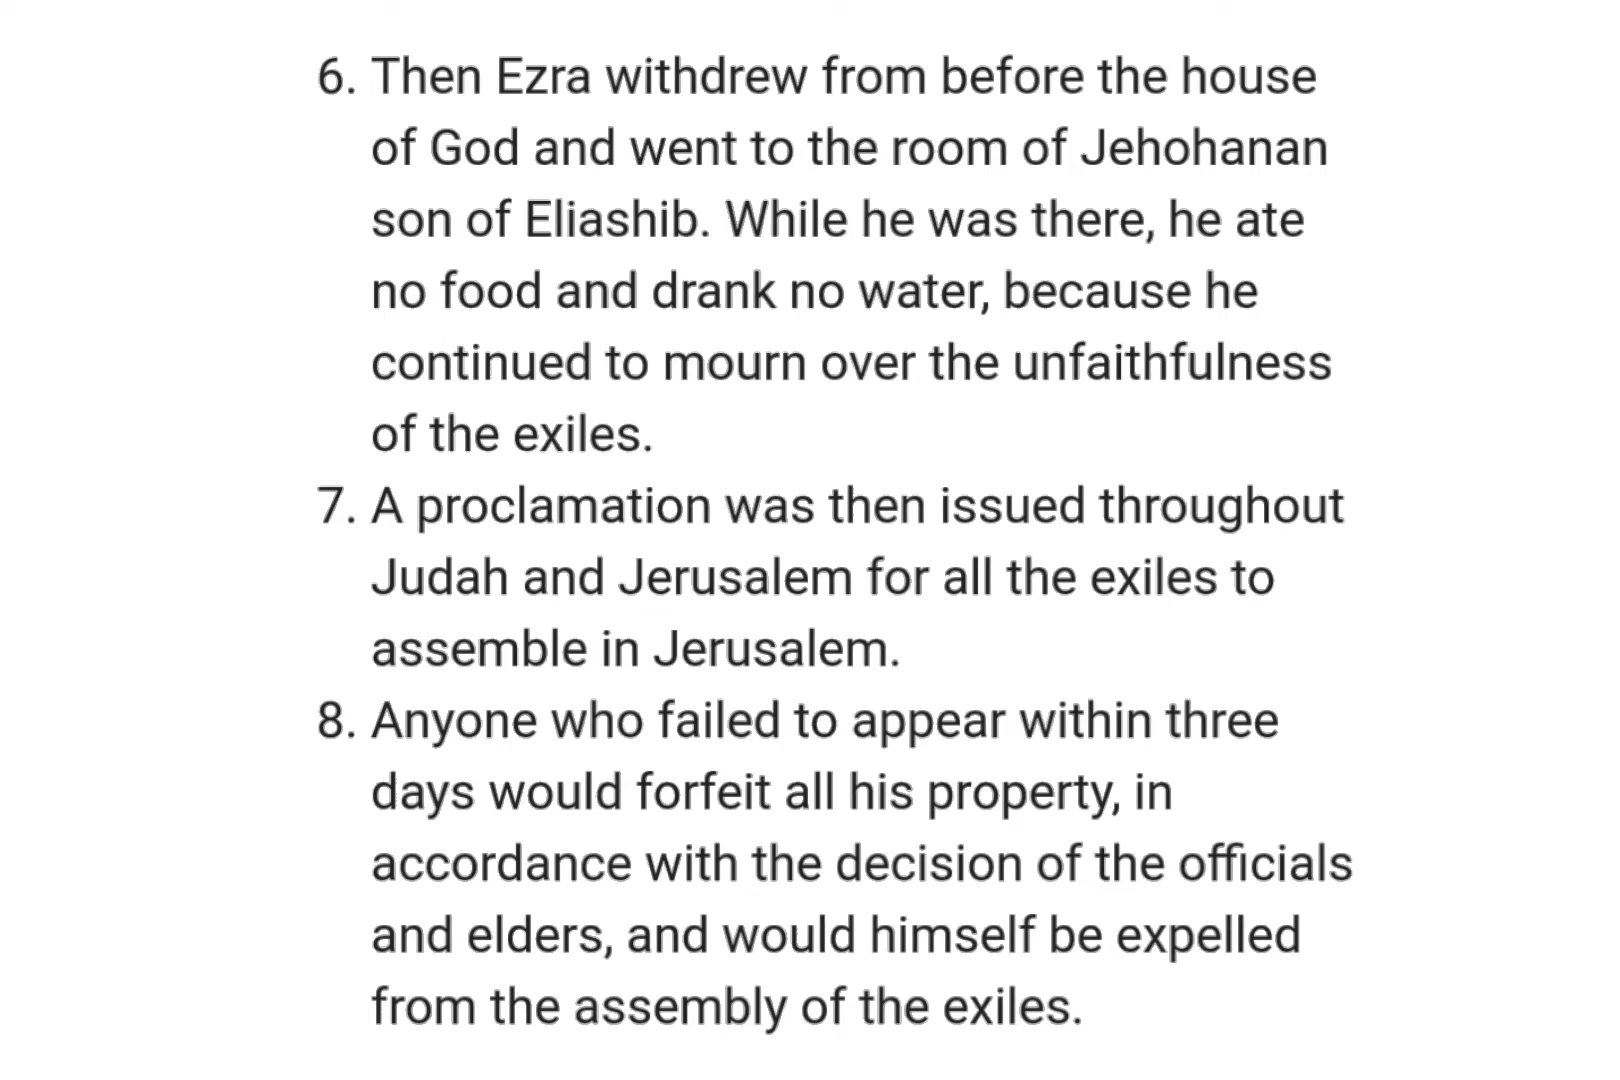 6. Then Ezra withdrew from before the house
of God and went to the room of Jehohanan
son of Eliashib. While he was there, he ate
no food and drank no water, because he
continued to mourn over the unfaithfulness
of the exiles.
7. A proclamation was then issued throughout
Judah and Jerusalem for all the exiles to
assemble in Jerusalem.
8. Anyone who failed to appear within three
days would forfeit all his property, in
accordance with the decision of the officials
and elders, and would himself be expelled
from the assembly of the exiles.